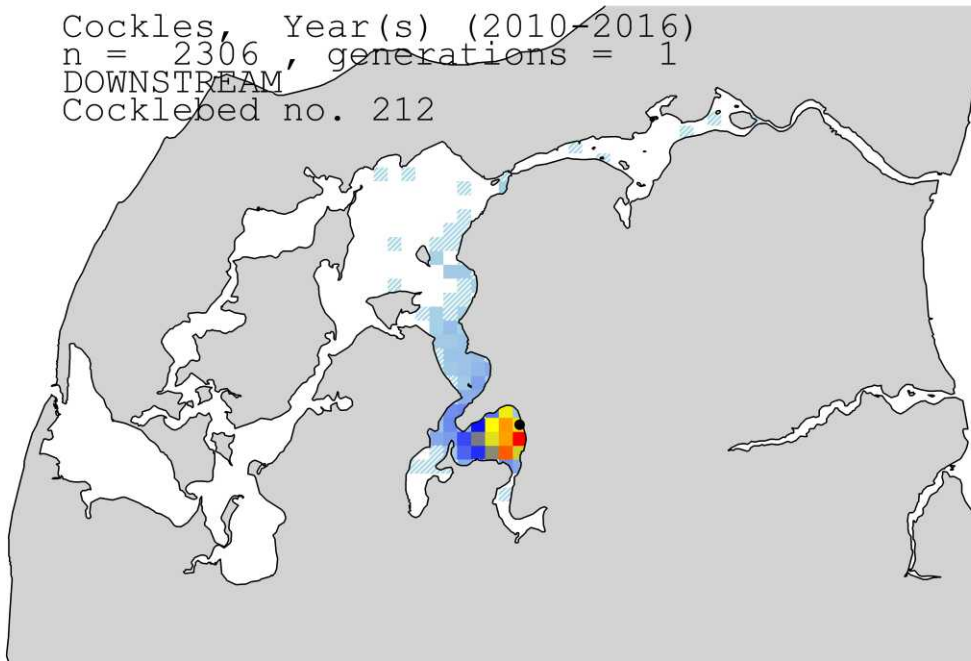 Cockles, Year(s) (2010-2016)
n = 2306 , generations = 1
DOWNSTREAM
Cocklebed no. 212